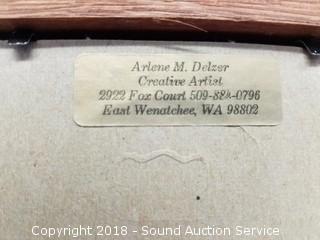 Arlene M. Delzer
Creative Artist
2922 Fox Court 509-884-0796
East Wenatchee, WA 98802
Copyright 2018 - Sound Auction Service